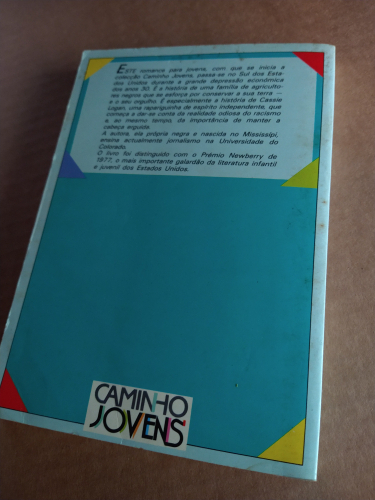 ESTE romance para jovens, com que se inicia a
colecção Caminho Jovens, passa-se no Sul dos Esta-
dos Unidos durante a grande depressão económica
dos anos 30. É a história de uma família de agriculto-
res negros que se esforça por conservar a sua terra —
e o seu orgulho. É especialmente a história de Cassie
Logan, uma rapariguinha de espírito independente, que
começa a dar-se conta da realidade odiosa do racismo
e, ao mesmo tempo, da importância de manter a
cabeça erguida.
A autora, ela própria negra e nascida no Mississípi,
ensina actualmente jornalismo na Universidade do
Colorado.
O livro foi distinguido com o Prémio Newberry de
1977, o mais importante galardão da literatura infantil
e juvenil dos Estados Unidos.
CAMINHO
JOVENS